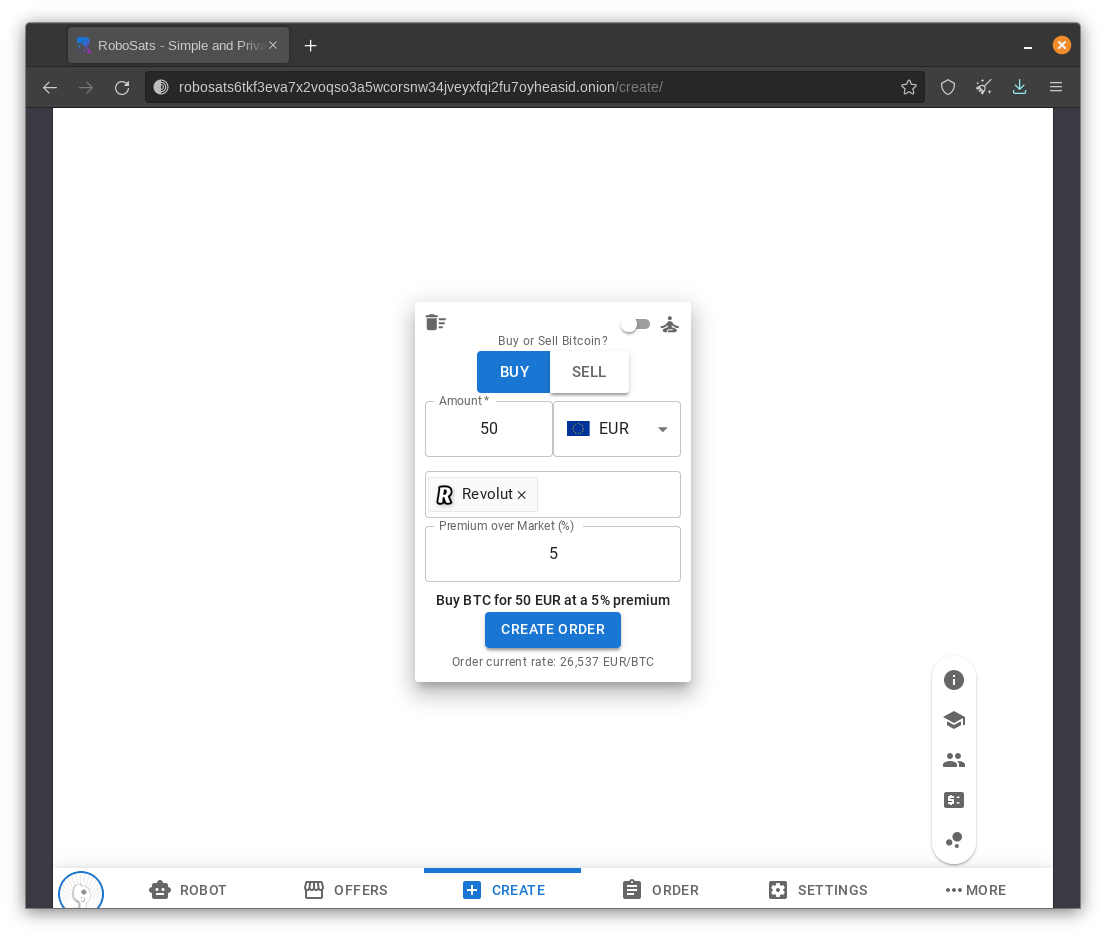 RoboSats - Simple and Priva
robosats6tkf3eva7x2voqso3a5wcorsnw34jveyxfqi2fu7oyheasid.onion/create/
Buy or Sell Bitcoin?
BUY SELL
Amount *
50 EUR
Revolut
Premium over Market (%)
5
Buy BTC for 50 EUR at a 5% premium
CREATE ORDER
Order current rate: 26,537 EUR/BTC
ROBOT OFFERS CREATE ORDER SETTINGS MORE